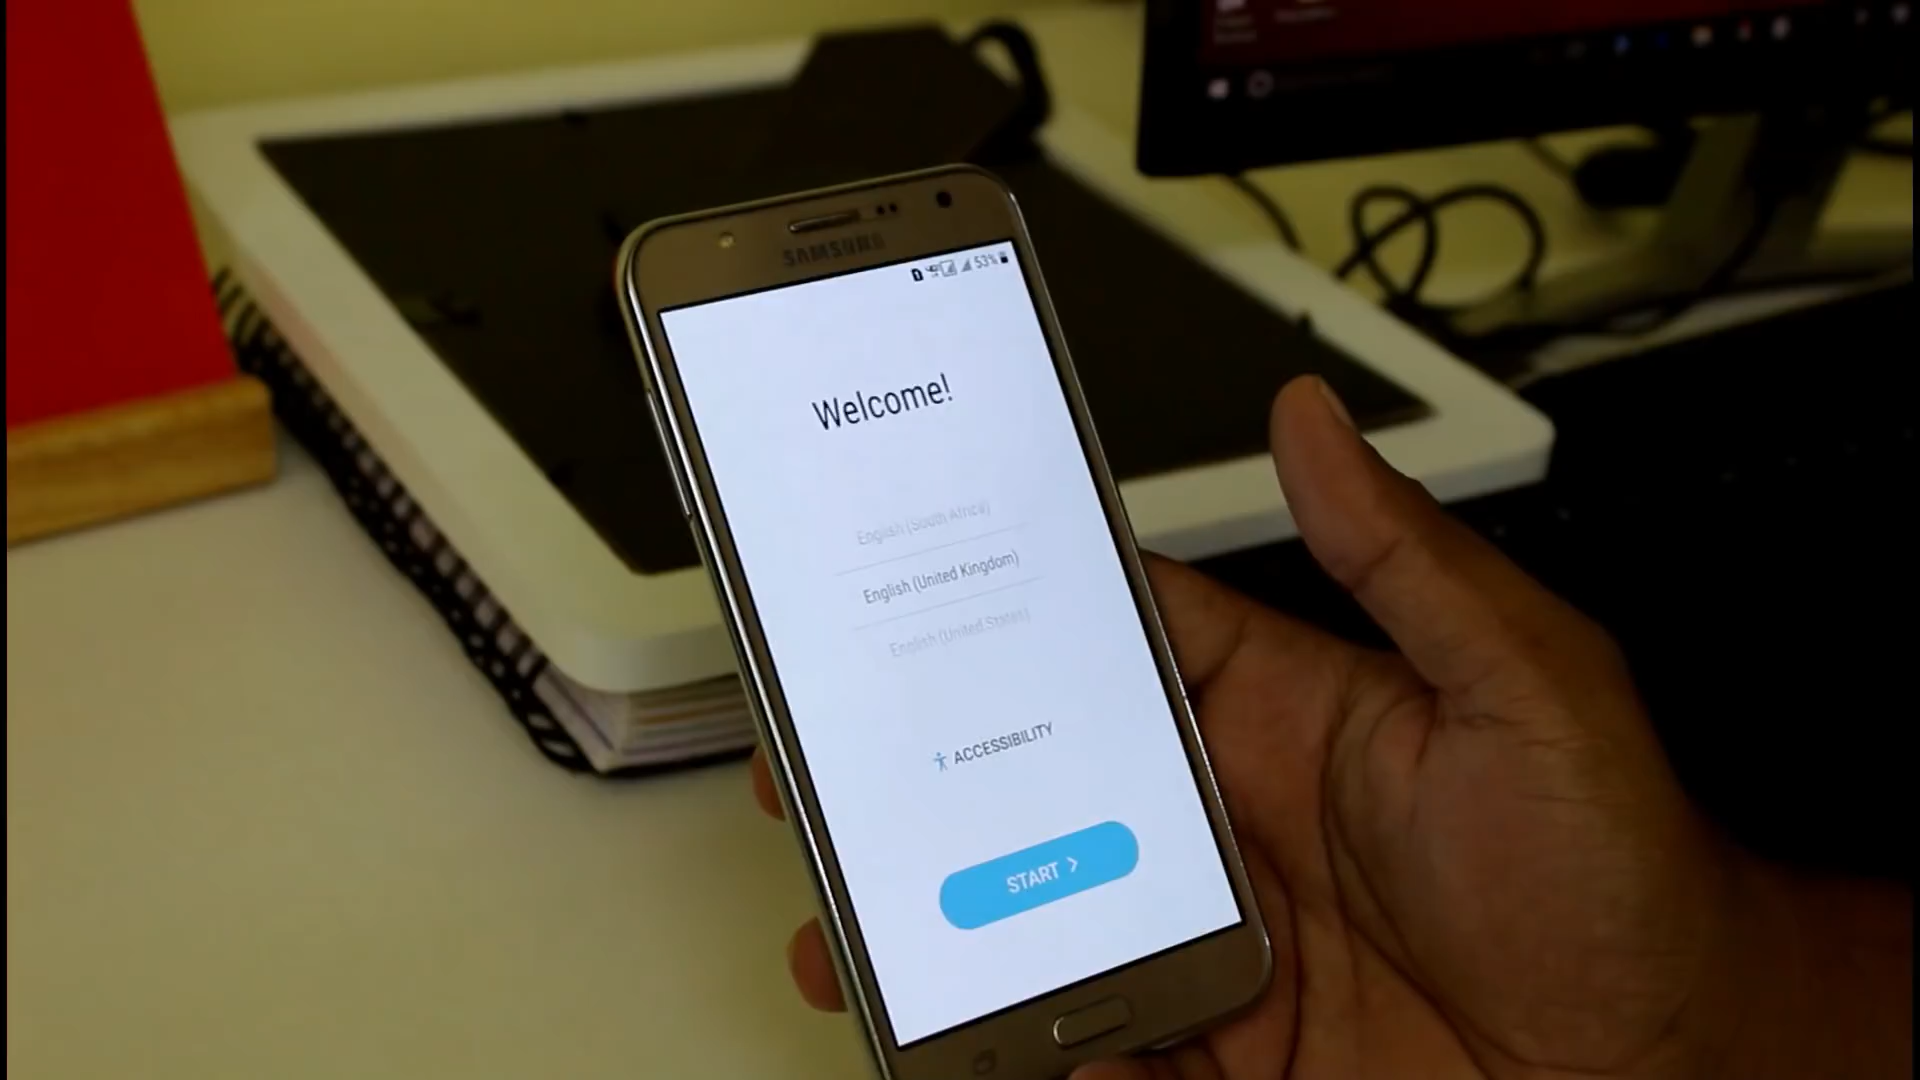 SAMSUNG
53%
Welcome!
English (South Africa)
English (United Kingdom)
English (United States)
ACCESSIBILITY
START >